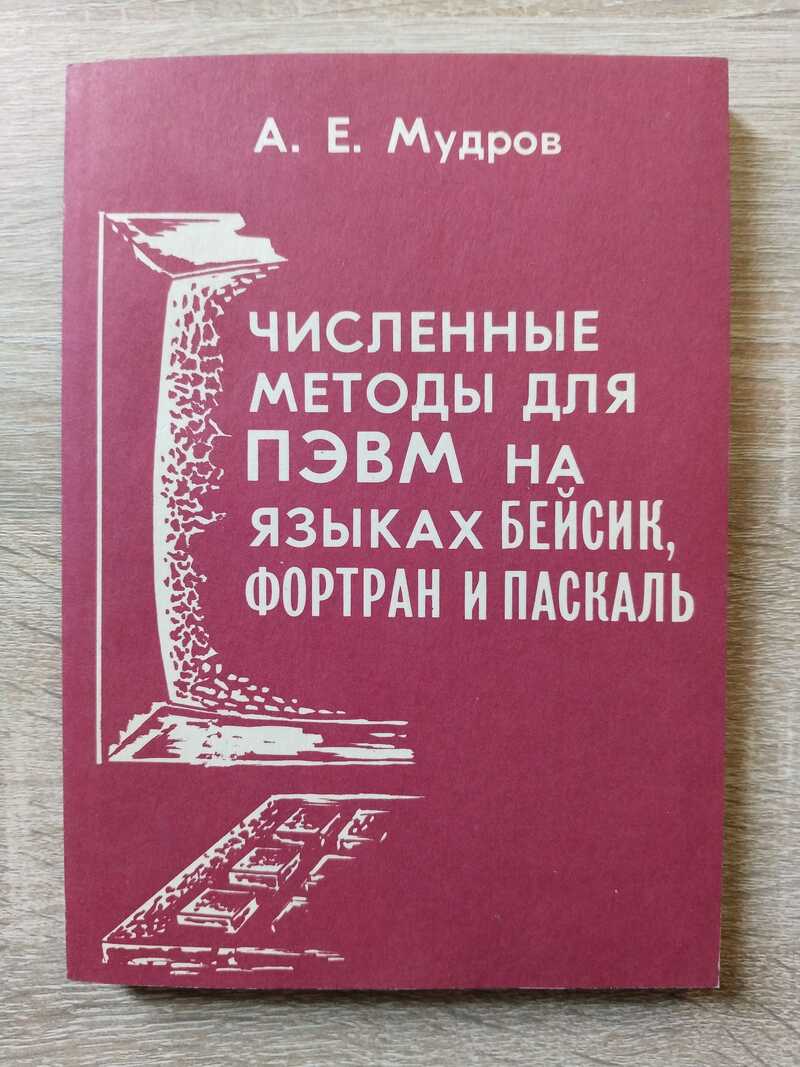 А. Е. Мудров
ЧИСЛЕННЫЕ
МЕТОДЫ ДЛЯ
ПЭВМ НА
ЯЗЫКАХ БЕЙСИК,
ФОРТРАН И ПАСКАЛЬ